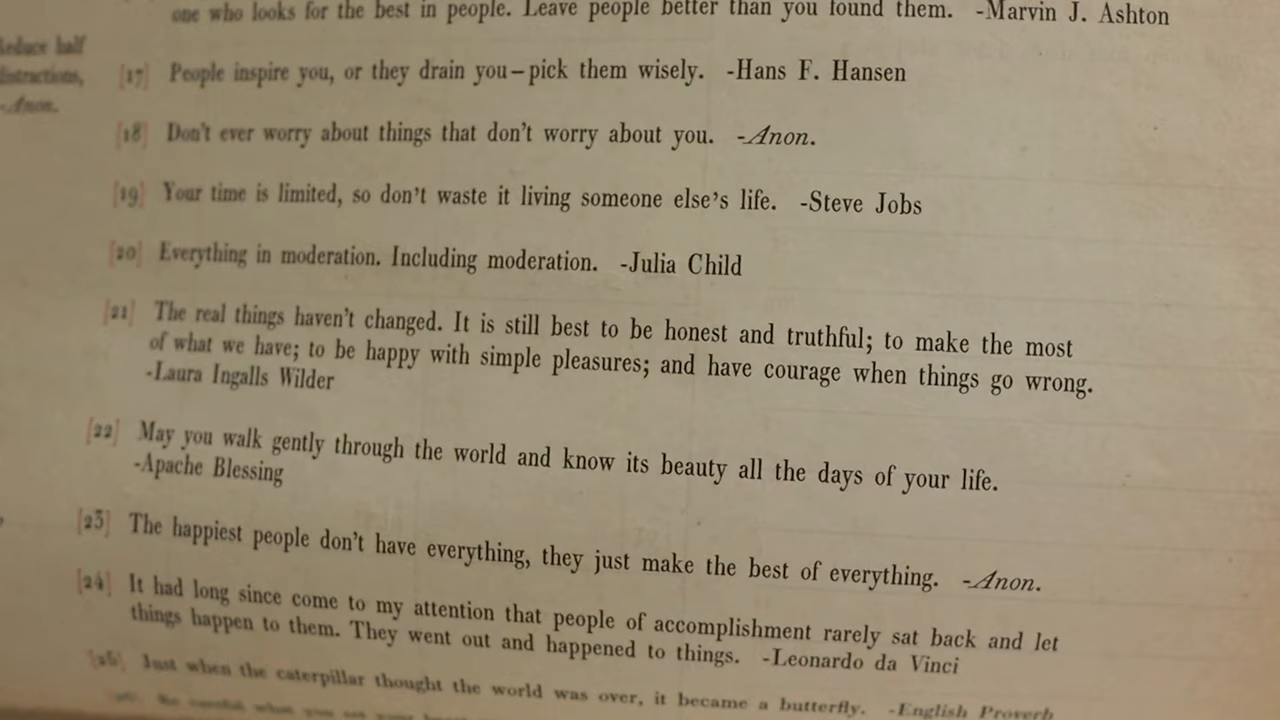 one who looks for the best in people. Leave people better than you found them. -Marvin J. Ashton
Reduce half
distractions,
-Anon.
[17] People inspire you, or they drain you–pick them wisely. -Hans F. Hansen
[18] Don't ever worry about things that don't worry about you. -Anon.
[19] Your time is limited, so don't waste it living someone else's life. -Steve Jobs
[20] Everything in moderation. Including moderation. -Julia Child
[21] The real things haven't changed. It is still best to be honest and truthful; to make the most
of what we have; to be happy with simple pleasures; and have courage when things go wrong.
-Laura Ingalls Wilder
[22] May you walk gently through the world and know its beauty all the days of your life.
-Apache Blessing
[23] The happiest people don't have everything, they just make the best of everything. -Anon.
[24] It had long since come to my attention that people of accomplishment rarely sat back and let
things happen to them. They went out and happened to things. -Leonardo da Vinci
[25] Just when the caterpillar thought the world was over, it became a butterfly. -English Proverb